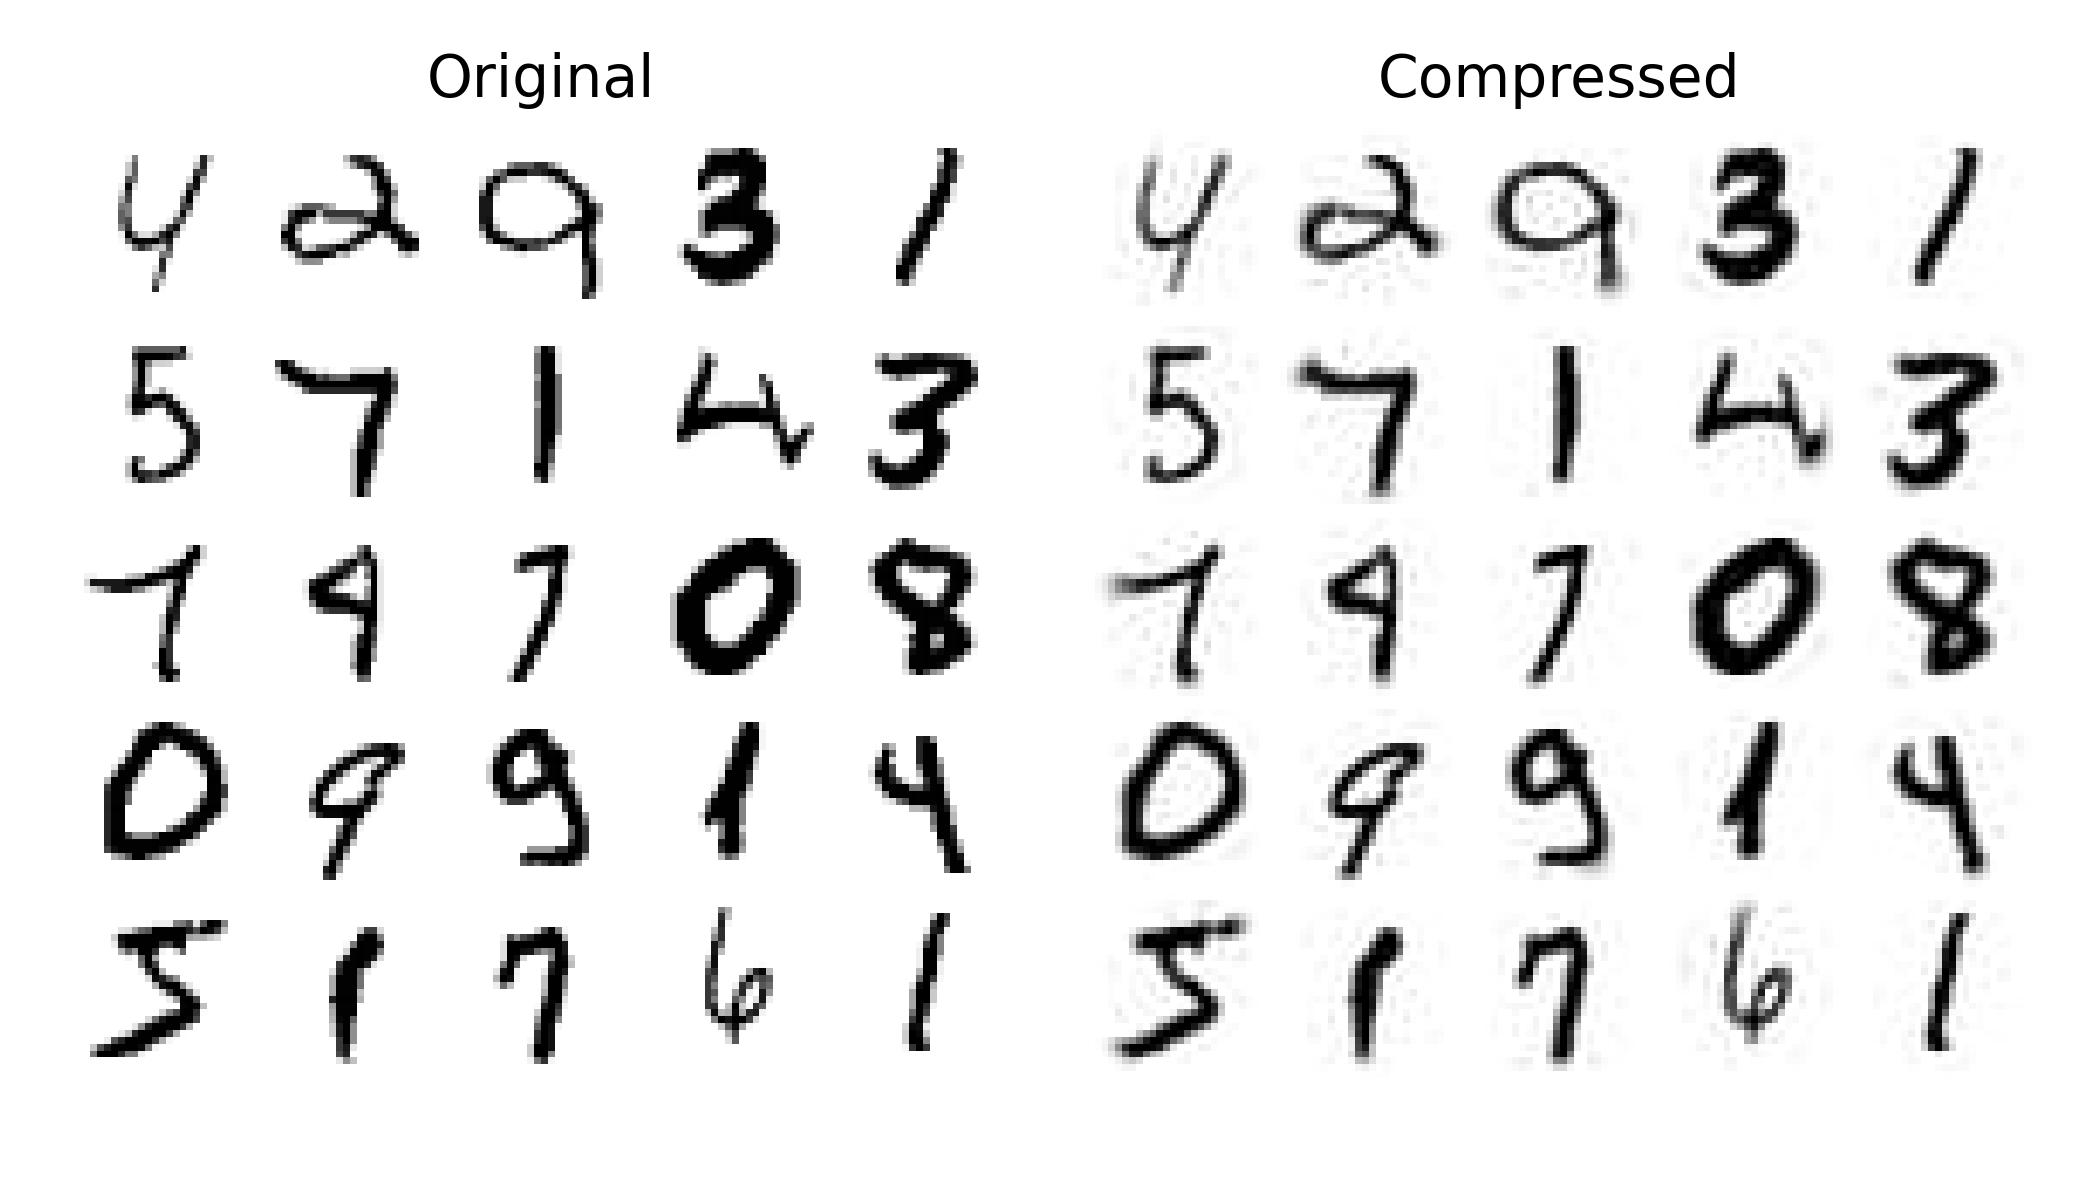 Original Compressed
4 2 9 3 1 4 2 9 3 1
5 7 1 4 3 5 7 1 4 3
7 9 7 0 8 7 9 7 0 8
0 9 9 1 4 0 9 9 1 4
5 1 7 6 1 5 1 7 6 1